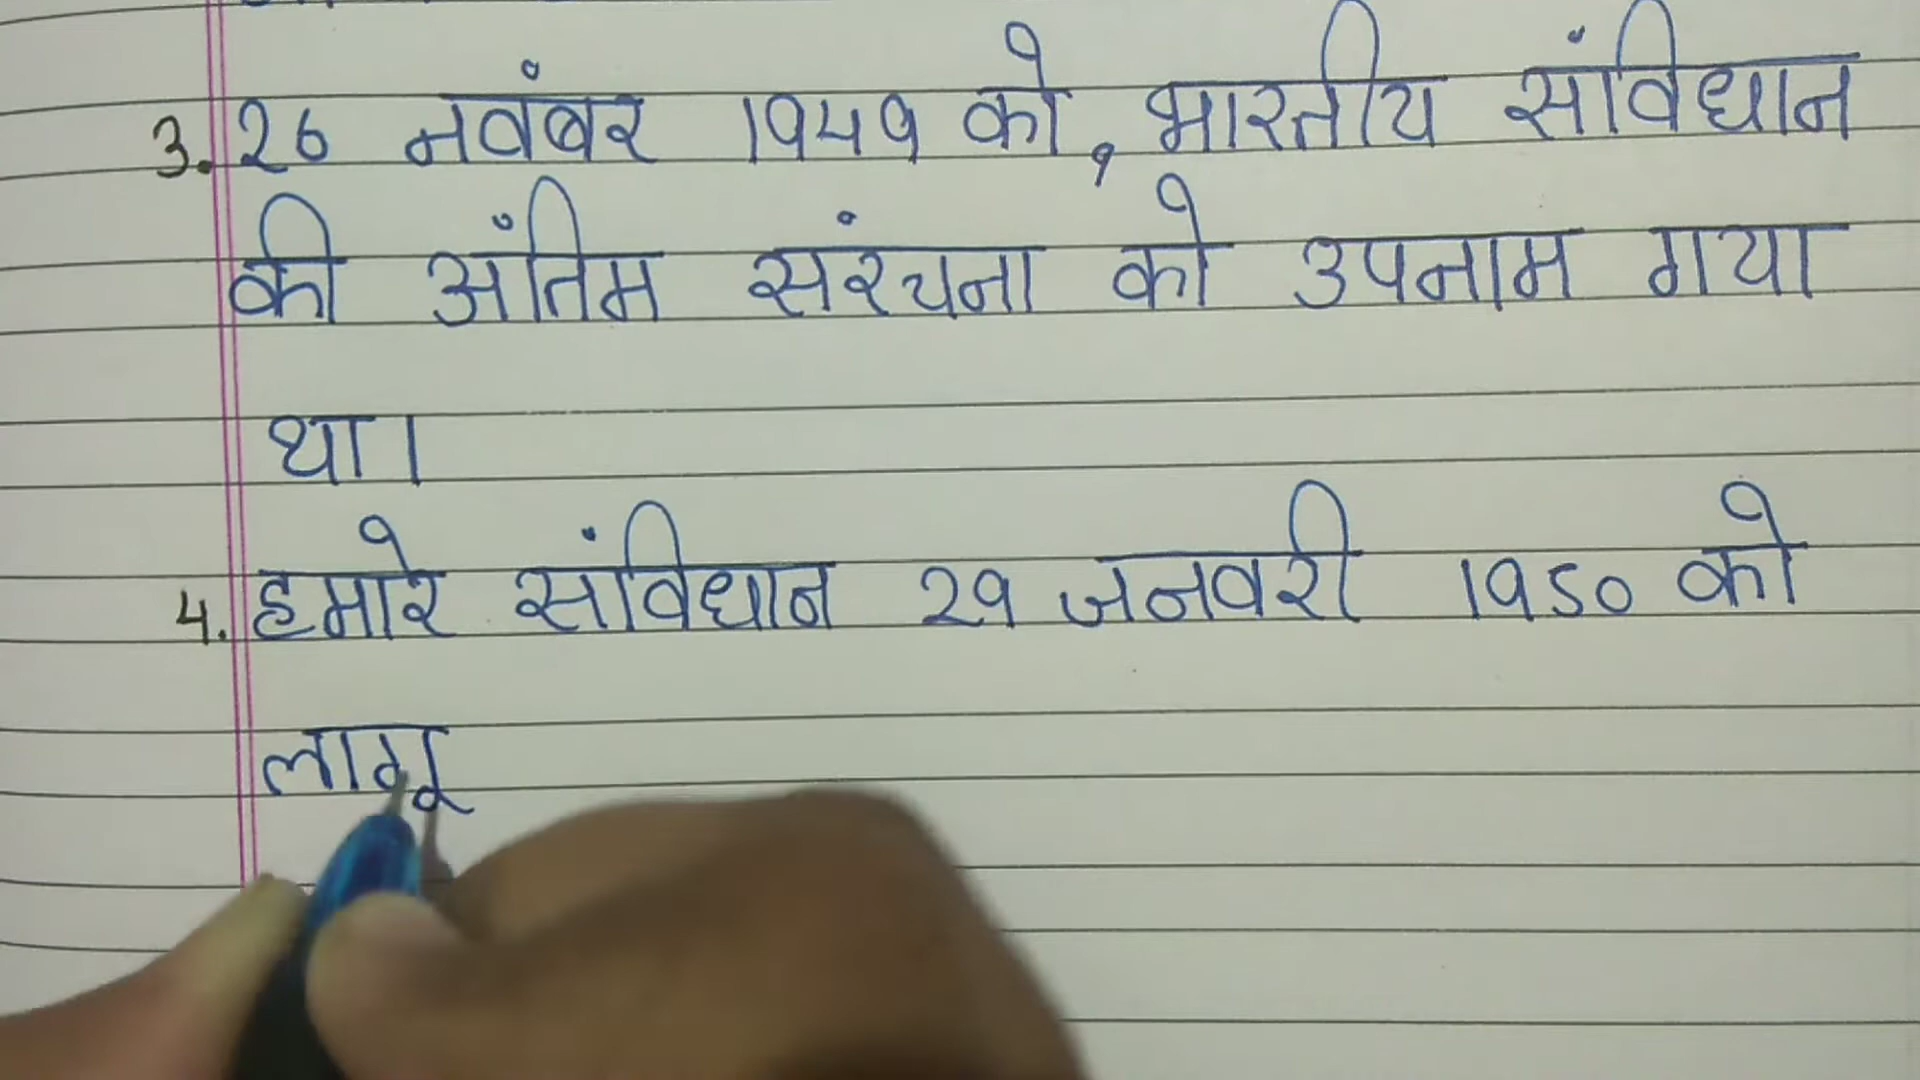 3. 26 नवंबर 1949 को, भारतीय संविधान
की अंतिम संरचना को उपनाम गया
था।
4. हमारे संविधान 29 जनवरी 1950 को
लागू